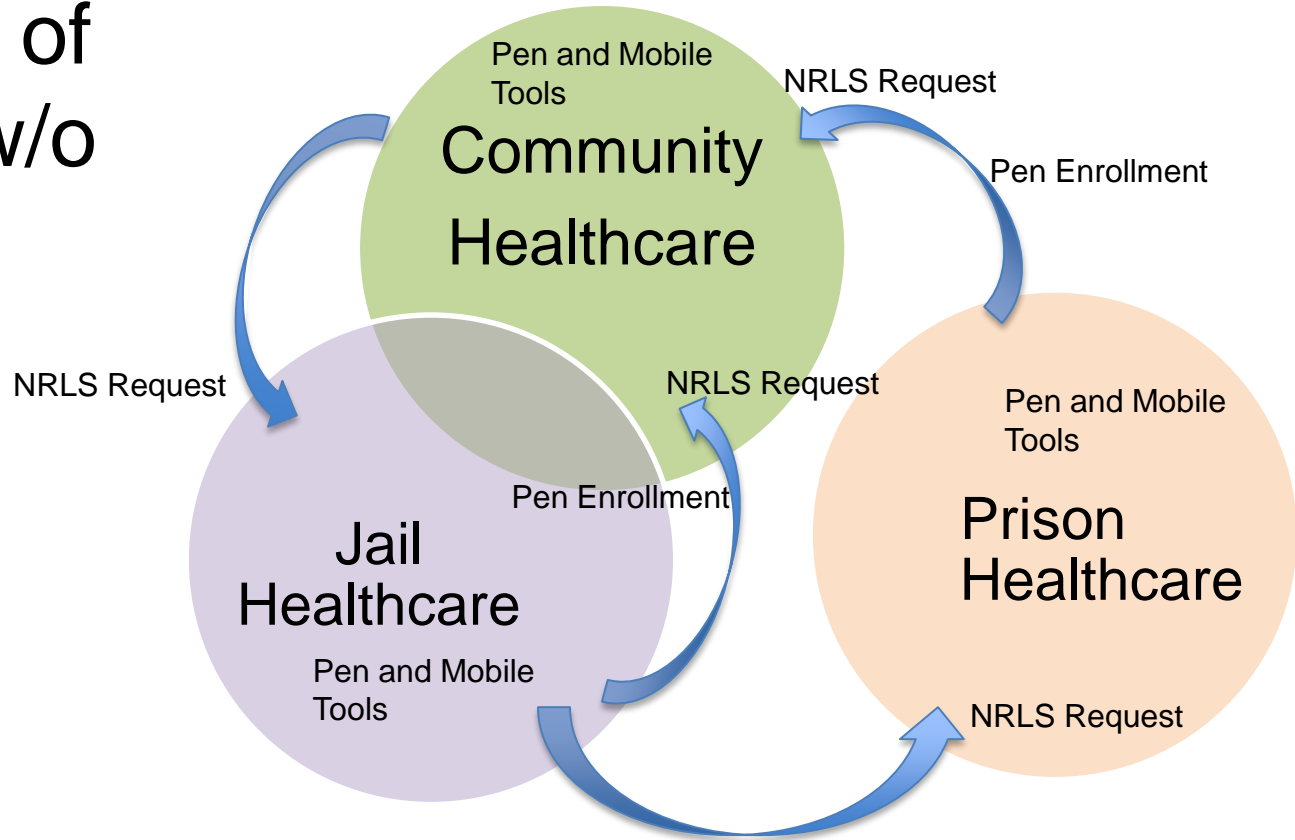 of
w/o
Pen and Mobile
Tools
NRLS Request
Community
Healthcare
Pen Enrollment
NRLS Request
NRLS Request
Pen and Mobile
Tools
Pen Enrollment
Jail
Healthcare
Prison
Healthcare
Pen and Mobile
Tools
NRLS Request